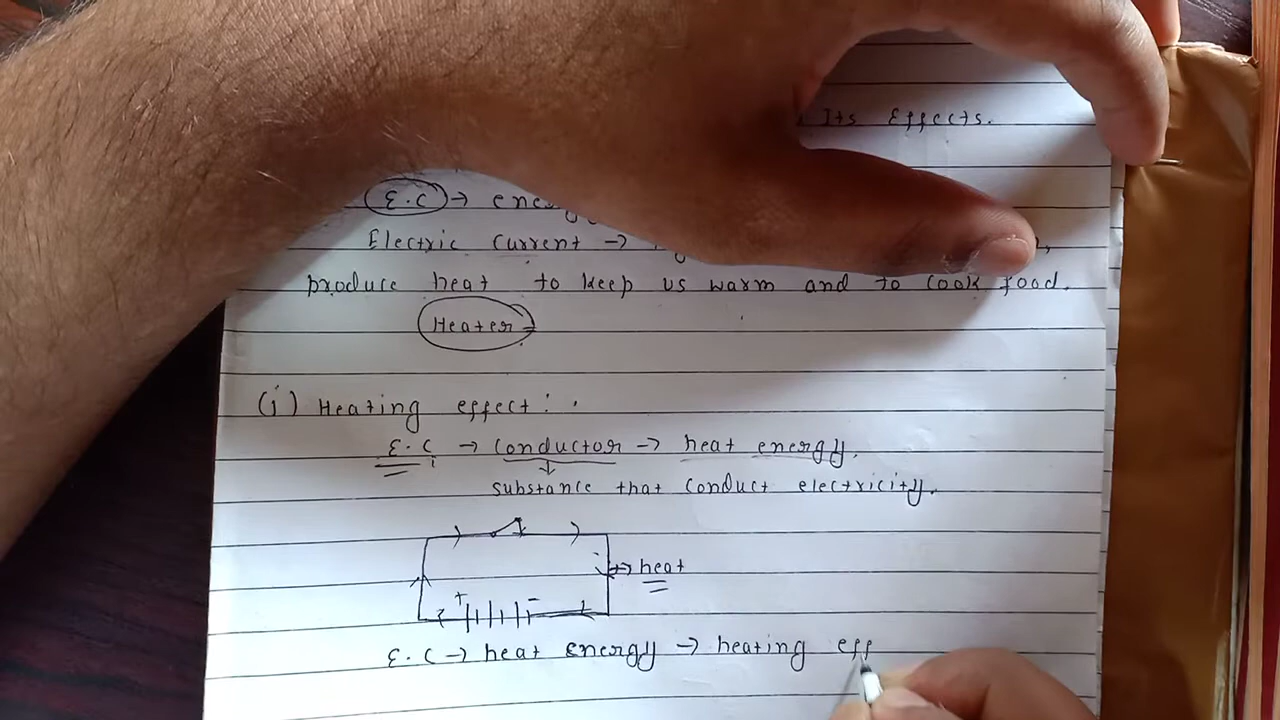 Its Effects.
E.C → energ
Electric current →
produce heat to keep us warm and to cook food.
Heater
(i) Heating effect:
E.C → conductor → heat energy.
substance that conduct electricity.
+ -
→ heat
E.C → heat energy → heating eff